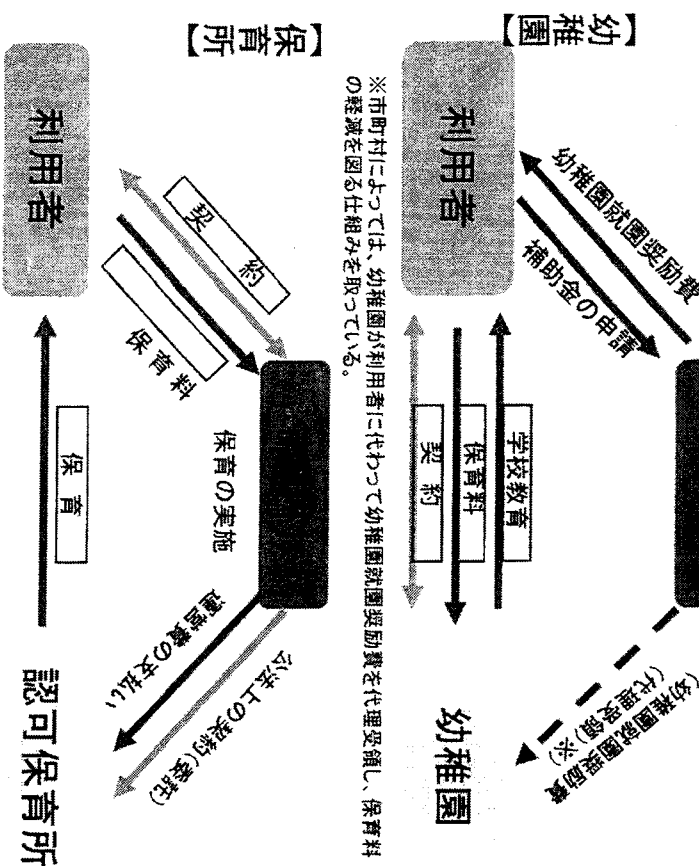 【幼稚園】
幼稚園就園奨励費
補助金の申請
利用者
学校教育
保育料
契約
(幼稚園就園奨励費
(代理受領)※)
幼稚園
※市町村によっては、幼稚園が利用者に代わって幼稚園就園奨励費を代理受領し、保育料
の軽減を図る仕組みを取っている。
【保育所】
契約
保育料
利用者
保育の実施
運営費の支払い
公法上の契約(委託)
保育
認可保育所